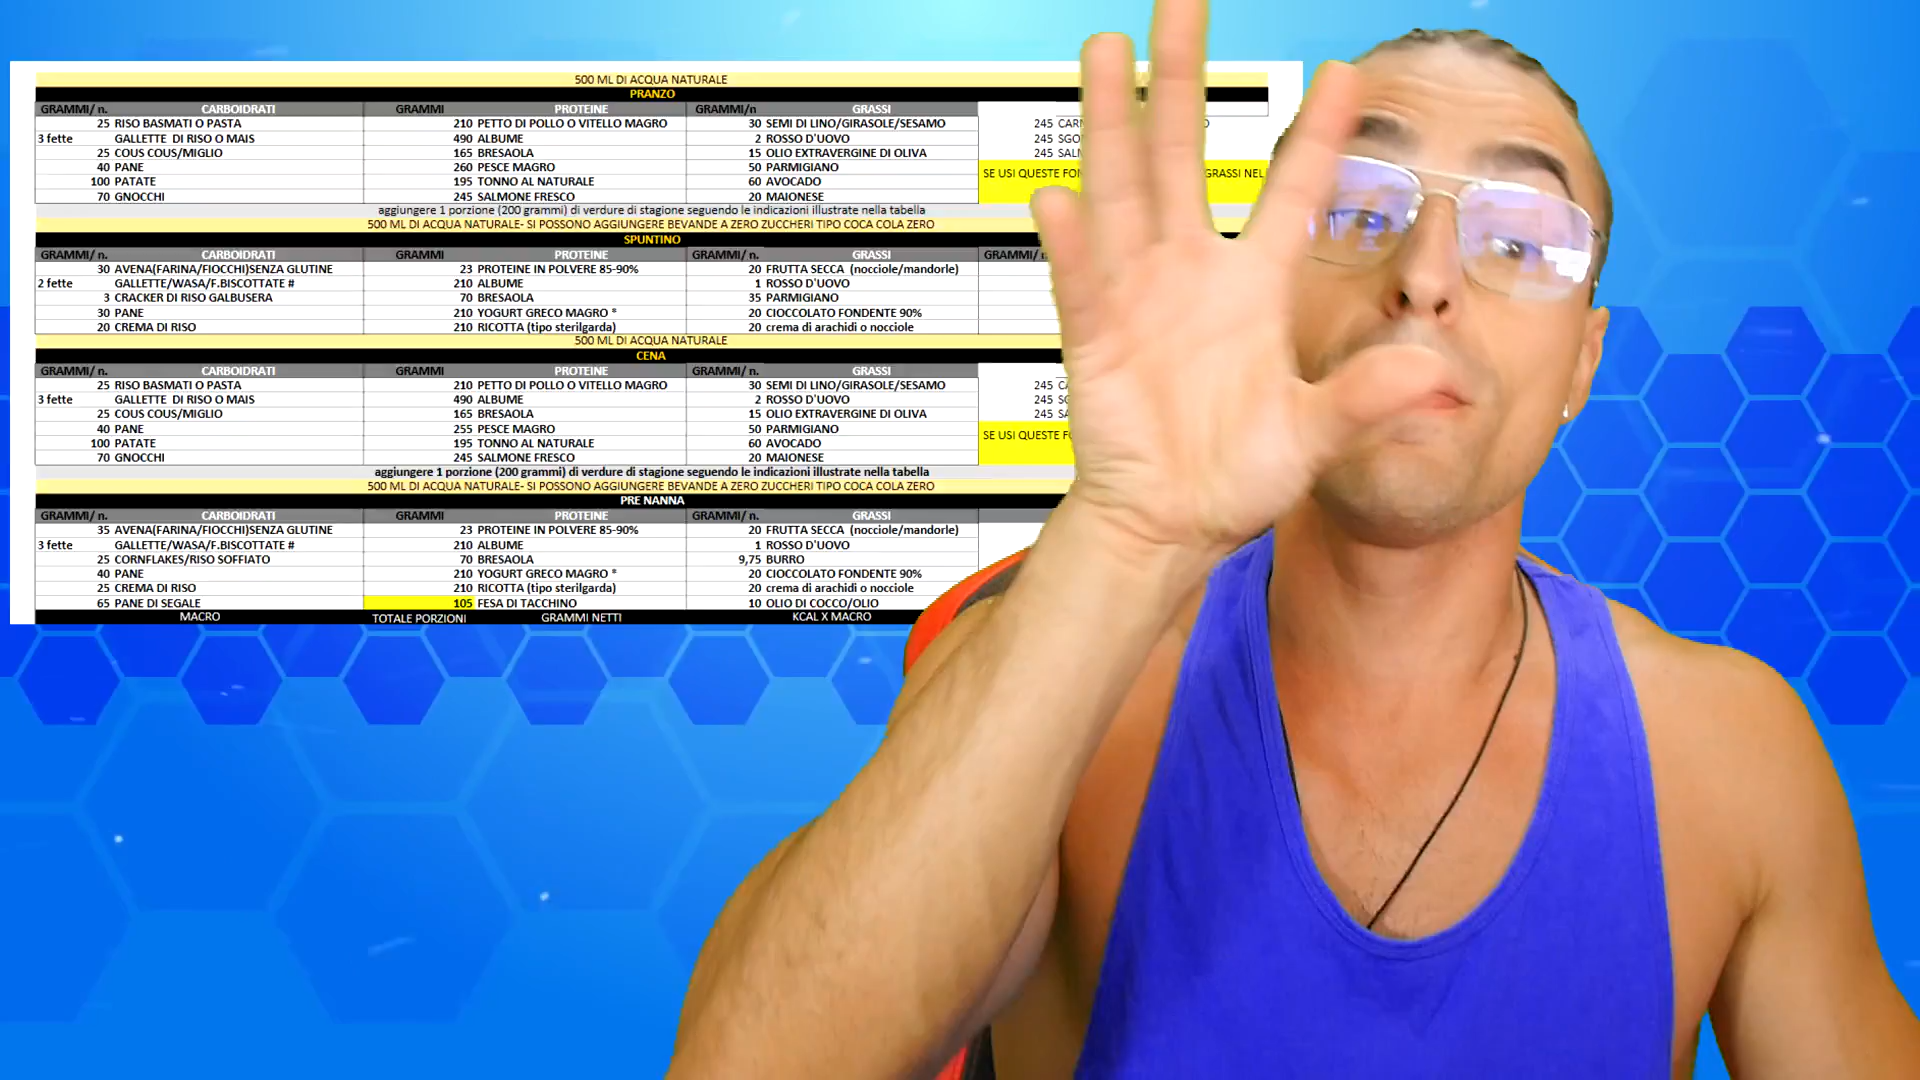 500 ML DI ACQUA NATURALE
PRANZO
GRAMMI/ n. CARBOIDRATI GRAMMI PROTEINE GRAMMI/n GRASSI
25 RISO BASMATI O PASTA 210 PETTO DI POLLO O VITELLO MAGRO 30 SEMI DI LINO/GIRASOLE/SESAMO 245
3 fette GALLETTE DI RISO O MAIS 490 ALBUME 2 ROSSO D'UOVO 245
25 COUS COUS/MIGLIO 165 BRESAOLA 15 OLIO EXTRAVERGINE DI OLIVA 245
40 PANE 260 PESCE MAGRO 50 PARMIGIANO SE USI QUESTE GRASSI NEL
100 PATATE 195 TONNO AL NATURALE 60 AVOCADO
70 GNOCCHI 245 SALMONE FRESCO 20 MAIONESE
aggiungere 1 porzione (200 grammi) di verdure di stagione seguendo le indicazioni illustrate nella tabella
500 ML DI ACQUA NATURALE- SI POSSONO AGGIUNGERE BEVANDE A ZERO ZUCCHERI TIPO COCA COLA ZERO
SPUNTINO
GRAMMI/ n. CARBOIDRATI GRAMMI PROTEINE GRAMMI/ n. GRASSI GRAMMI/
30 AVENA(FARINA/FIOCCHI)SENZA GLUTINE 23 PROTEINE IN POLVERE 85-90% 20 FRUTTA SECCA (nocciole/mandorle)
2 fette GALLETTE/WASA/F.BISCOTTATE # 210 ALBUME 1 ROSSO D'UOVO
3 CRACKER DI RISO GALBUSERA 70 BRESAOLA 35 PARMIGIANO
30 PANE 210 YOGURT GRECO MAGRO * 20 CIOCCOLATO FONDENTE 90%
20 CREMA DI RISO 210 RICOTTA (tipo sterilgarda) 20 crema di arachidi o nocciole
500 ML DI ACQUA NATURALE
CENA
GRAMMI/ n. CARBOIDRATI GRAMMI PROTEINE GRAMMI/ n. GRASSI
25 RISO BASMATI O PASTA 210 PETTO DI POLLO O VITELLO MAGRO 30 SEMI DI LINO/GIRASOLE/SESAMO 245
3 fette GALLETTE DI RISO O MAIS 490 ALBUME 2 ROSSO D'UOVO 245
25 COUS COUS/MIGLIO 165 BRESAOLA 15 OLIO EXTRAVERGINE DI OLIVA 245
40 PANE 255 PESCE MAGRO 50 PARMIGIANO SE USI QUESTE
100 PATATE 195 TONNO AL NATURALE 60 AVOCADO
70 GNOCCHI 245 SALMONE FRESCO 20 MAIONESE
aggiungere 1 porzione (200 grammi) di verdure di stagione seguendo le indicazioni illustrate nella tabella
500 ML DI ACQUA NATURALE- SI POSSONO AGGIUNGERE BEVANDE A ZERO ZUCCHERI TIPO COCA COLA ZERO
PRE NANNA
GRAMMI/ n. CARBOIDRATI GRAMMI PROTEINE GRAMMI/ n. GRASSI
35 AVENA(FARINA/FIOCCHI)SENZA GLUTINE 23 PROTEINE IN POLVERE 85-90% 20 FRUTTA SECCA (nocciole/mandorle)
3 fette GALLETTE/WASA/F.BISCOTTATE # 210 ALBUME 1 ROSSO D'UOVO
25 CORNFLAKES/RISO SOFFIATO 70 BRESAOLA 9,75 BURRO
40 PANE 210 YOGURT GRECO MAGRO * 20 CIOCCOLATO FONDENTE 90%
25 CREMA DI RISO 210 RICOTTA (tipo sterilgarda) 20 crema di arachidi o nocciole
65 PANE DI SEGALE 105 FESA DI TACCHINO 10 OLIO DI COCCO/OLIO
MACRO TOTALE PORZIONI GRAMMI NETTI KCAL X MACRO